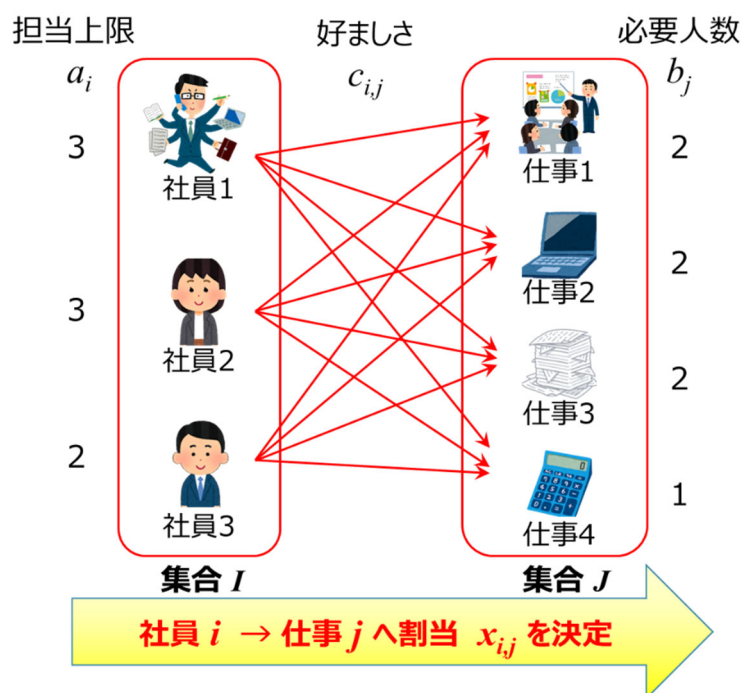 担当上限 好ましさ 必要人数
a_i c_{i,j} b_j
3 社員1 仕事1 2
3 社員2 仕事2 2
2 社員3 仕事3 2
仕事4 1
集合 I 集合 J
社員 i → 仕事 j へ割当 x_{i,j} を決定